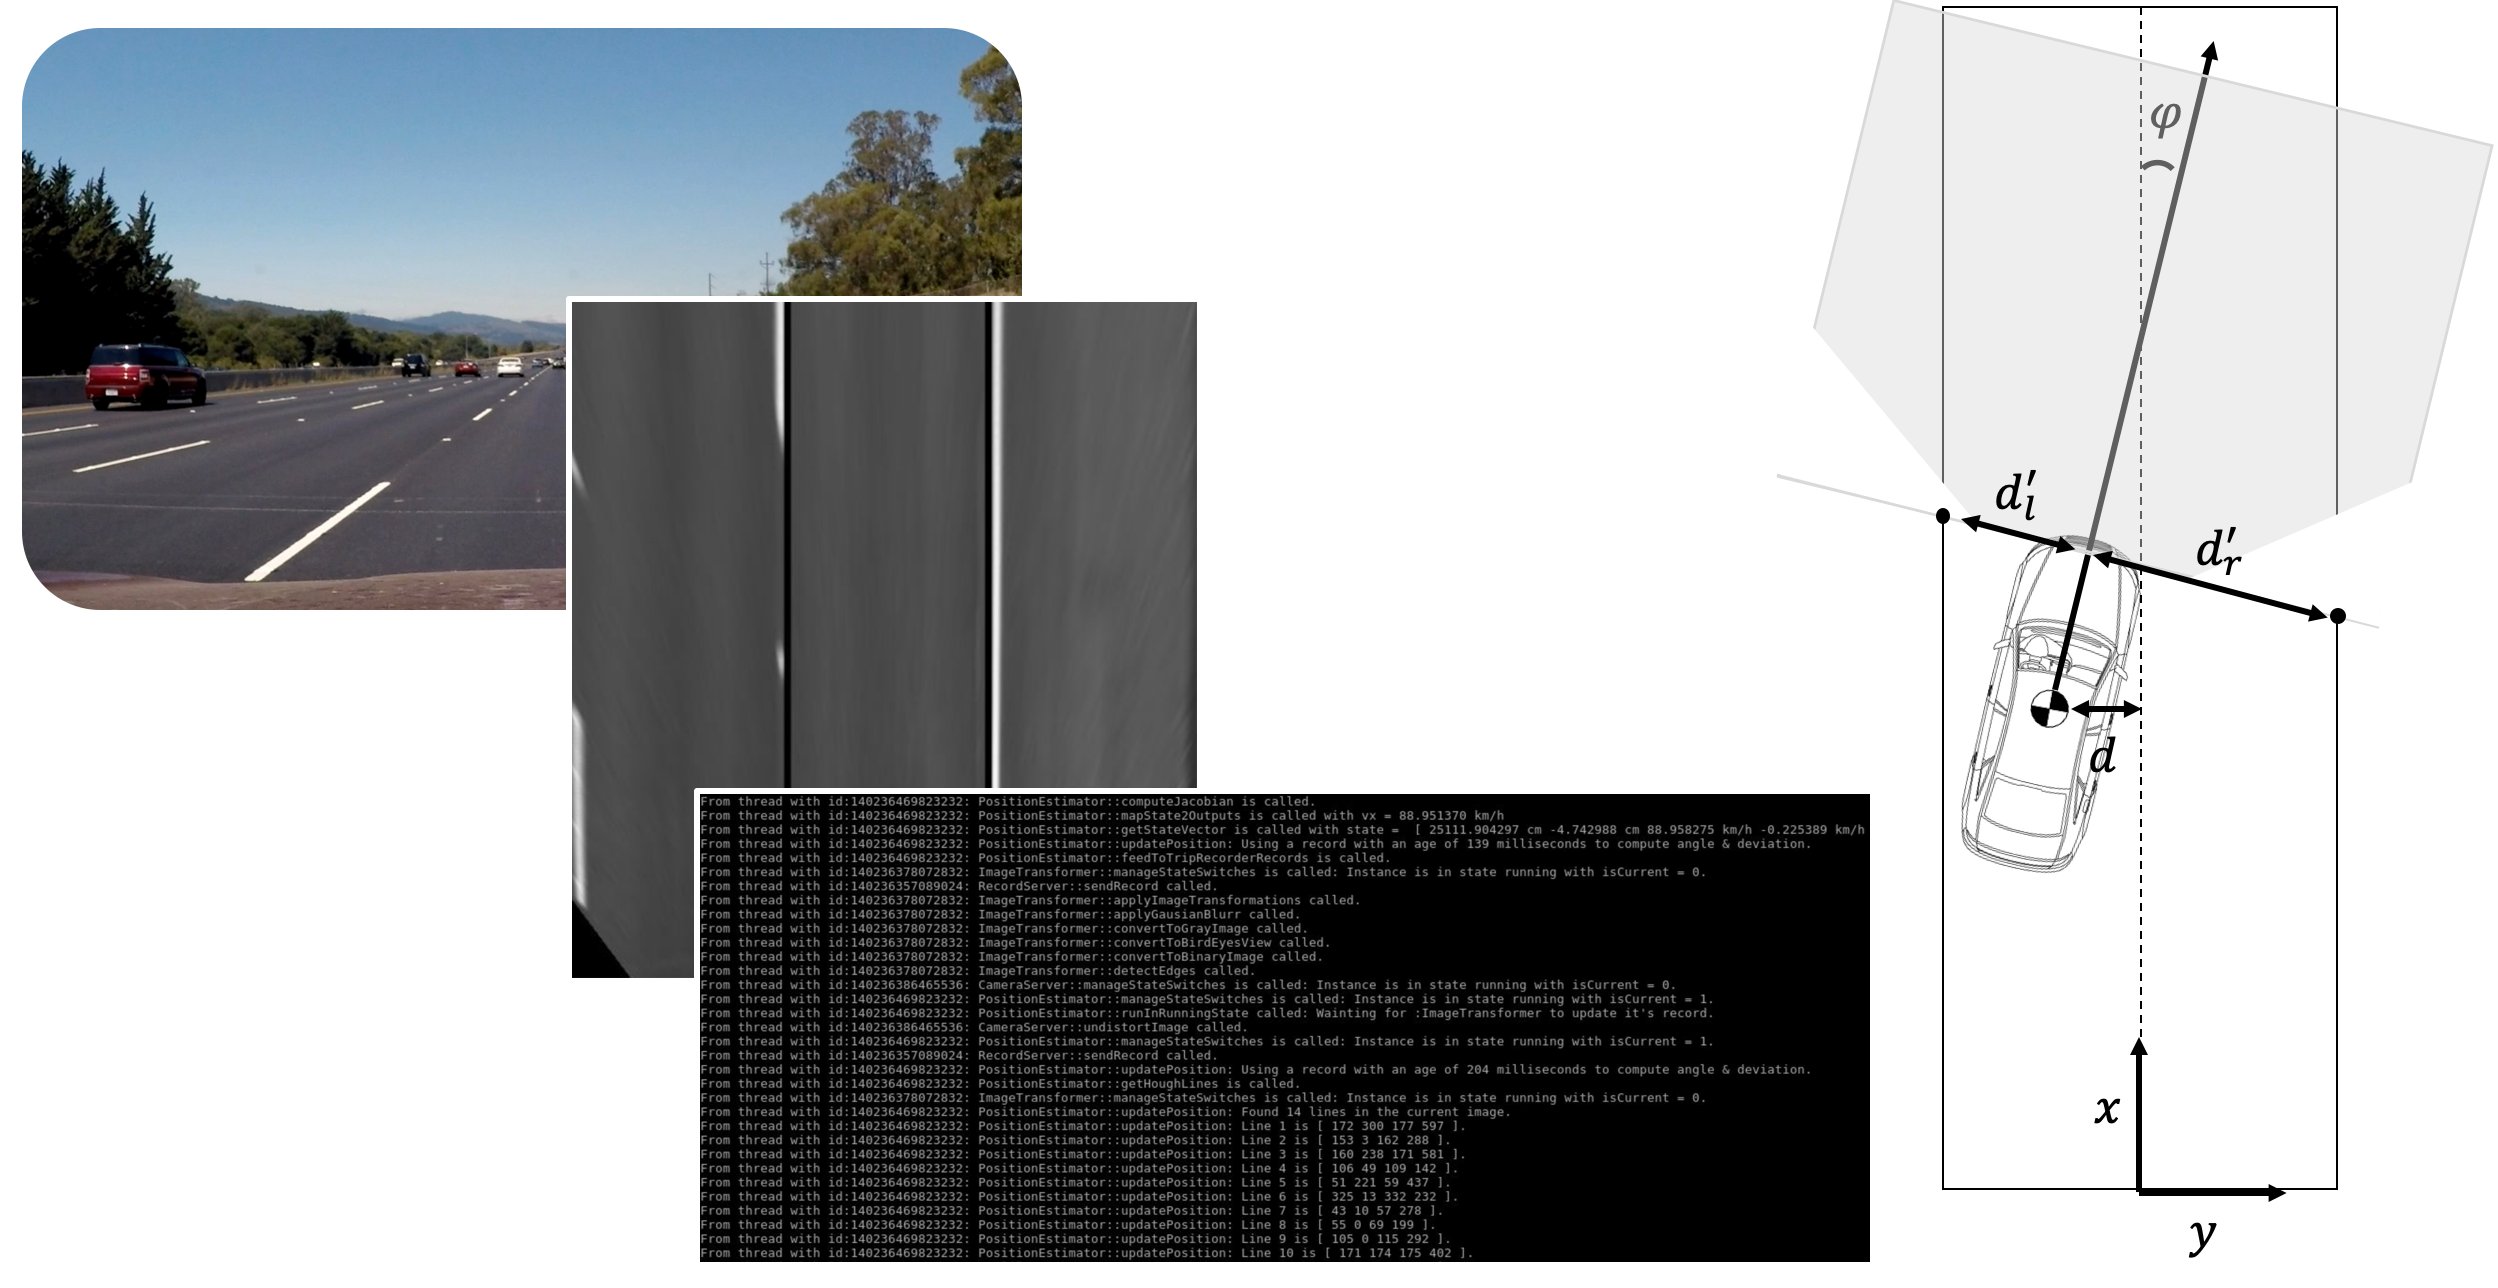 φ
d′l
d′r
d
x
y
From thread with id:140236469823232: PositionEstimator::computeJacobian is called.
From thread with id:140236469823232: PositionEstimator::mapState2Outputs is called with vx = 88.951370 km/h
From thread with id:140236469823232: PositionEstimator::getStateVector is called with state =  [ 25111.904297 cm -4.742988 cm 88.958275 km/h -0.225389 km/h
From thread with id:140236469823232: PositionEstimator::updatePosition: Using a record with an age of 139 milliseconds to compute angle & deviation.
From thread with id:140236469823232: PositionEstimator::feedToTripRecorderRecords is called.
From thread with id:140236378072832: ImageTransformer::manageStateSwitches is called: Instance is in state running with isCurrent = 0.
From thread with id:140236357089024: RecordServer::sendRecord called.
From thread with id:140236378072832: ImageTransformer::applyImageTransformations called.
From thread with id:140236378072832: ImageTransformer::applyGausianBlurr called.
From thread with id:140236378072832: ImageTransformer::convertToGrayImage called.
From thread with id:140236378072832: ImageTransformer::convertToBirdEyesView called.
From thread with id:140236378072832: ImageTransformer::convertToBinaryImage called.
From thread with id:140236378072832: ImageTransformer::detectEdges called.
From thread with id:140236386465536: CameraServer::manageStateSwitches is called: Instance is in state running with isCurrent = 0.
From thread with id:140236469823232: PositionEstimator::manageStateSwitches is called: Instance is in state running with isCurrent = 1.
From thread with id:140236469823232: PositionEstimator::runInRunningState called: Wainting for :ImageTransformer to update it's record.
From thread with id:140236386465536: CameraServer::undistortImage called.
From thread with id:140236469823232: PositionEstimator::manageStateSwitches is called: Instance is in state running with isCurrent = 1.
From thread with id:140236357089024: RecordServer::sendRecord called.
From thread with id:140236469823232: PositionEstimator::updatePosition: Using a record with an age of 204 milliseconds to compute angle & deviation.
From thread with id:140236469823232: PositionEstimator::getHoughLines is called.
From thread with id:140236378072832: ImageTransformer::manageStateSwitches is called: Instance is in state running with isCurrent = 0.
From thread with id:140236469823232: PositionEstimator::updatePosition: Found 14 lines in the current image.
From thread with id:140236469823232: PositionEstimator::updatePosition: Line 1 is [ 172 300 177 597 ].
From thread with id:140236469823232: PositionEstimator::updatePosition: Line 2 is [ 153 3 162 288 ].
From thread with id:140236469823232: PositionEstimator::updatePosition: Line 3 is [ 160 238 171 581 ].
From thread with id:140236469823232: PositionEstimator::updatePosition: Line 4 is [ 106 49 109 142 ].
From thread with id:140236469823232: PositionEstimator::updatePosition: Line 5 is [ 51 221 59 437 ].
From thread with id:140236469823232: PositionEstimator::updatePosition: Line 6 is [ 325 13 332 232 ].
From thread with id:140236469823232: PositionEstimator::updatePosition: Line 7 is [ 43 10 57 278 ].
From thread with id:140236469823232: PositionEstimator::updatePosition: Line 8 is [ 55 0 69 199 ].
From thread with id:140236469823232: PositionEstimator::updatePosition: Line 9 is [ 105 0 115 292 ].
From thread with id:140236469823232: PositionEstimator::updatePosition: Line 10 is [ 171 174 175 402 ].